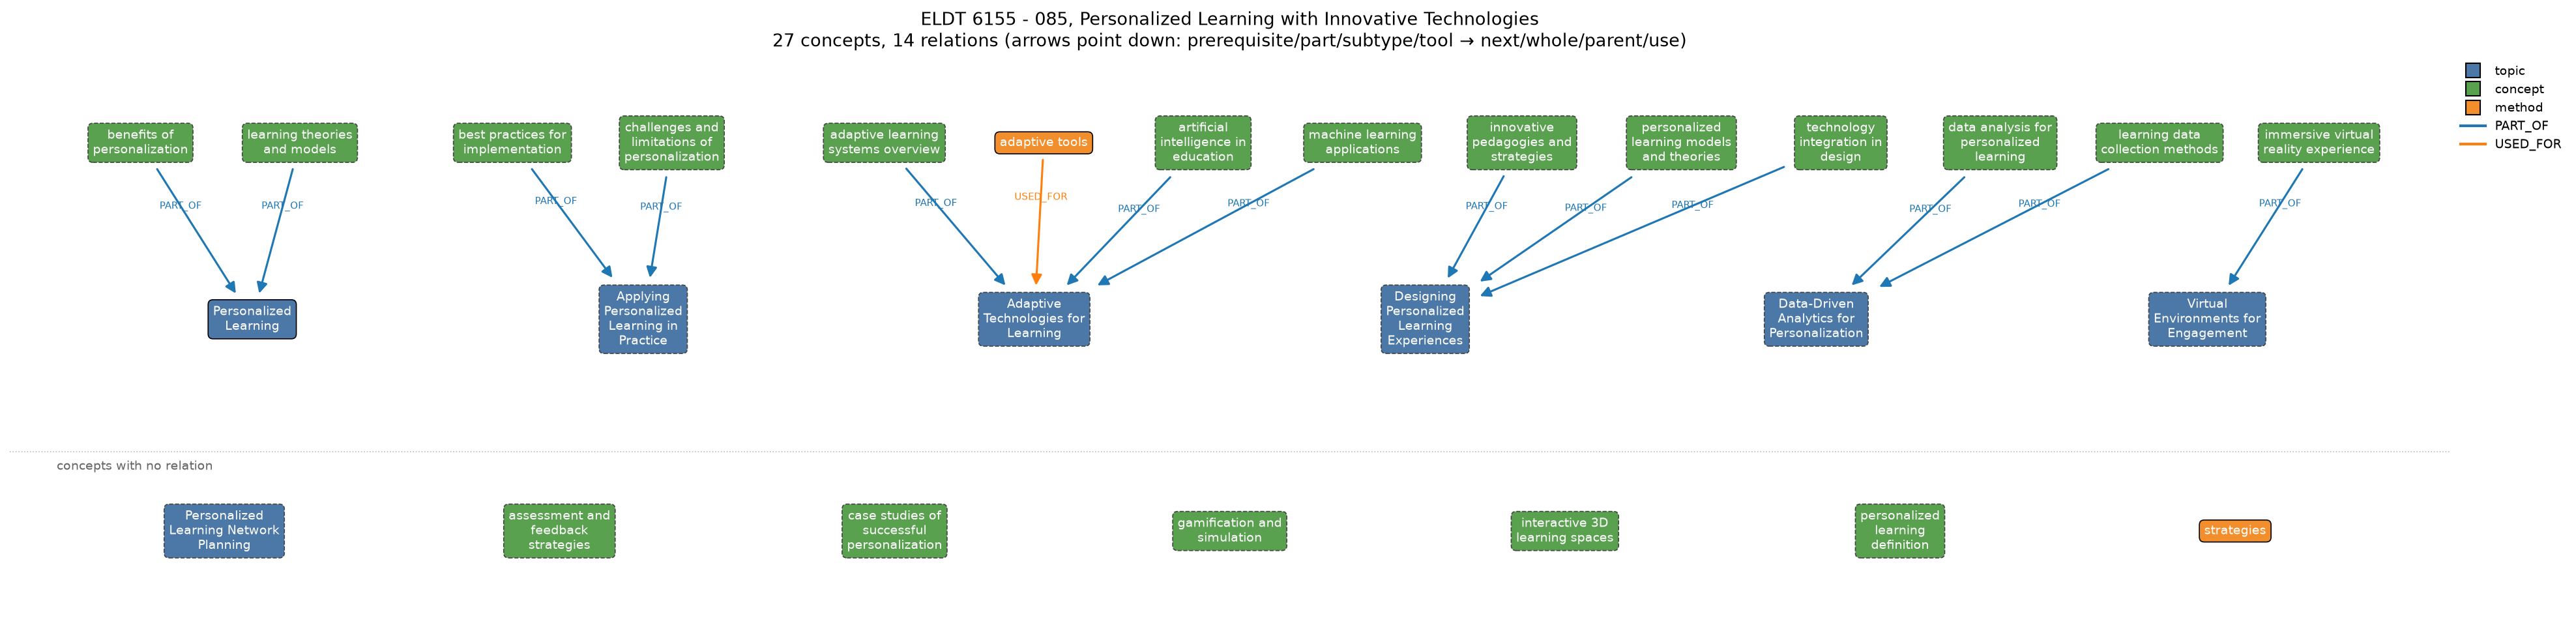 ELDT 6155 - 085, Personalized Learning with Innovative Technologies
27 concepts, 14 relations (arrows point down: prerequisite/part/subtype/tool → next/whole/parent/use)
topic
concept
method
PART_OF
USED_FOR
benefits of
personalization
learning theories
and models
best practices for
implementation
challenges and
limitations of
personalization
adaptive learning
systems overview
adaptive tools
artificial
intelligence in
education
machine learning
applications
innovative
pedagogies and
strategies
personalized
learning models
and theories
technology
integration in
design
data analysis for
personalized
learning
learning data
collection methods
immersive virtual
reality experience
PART_OF
PART_OF
PART_OF
PART_OF
PART_OF
USED_FOR
PART_OF
PART_OF
PART_OF
PART_OF
PART_OF
PART_OF
PART_OF
PART_OF
Personalized
Learning
Applying
Personalized
Learning in
Practice
Adaptive
Technologies for
Learning
Designing
Personalized
Learning
Experiences
Data-Driven
Analytics for
Personalization
Virtual
Environments for
Engagement
concepts with no relation
Personalized
Learning Network
Planning
assessment and
feedback
strategies
case studies of
successful
personalization
gamification and
simulation
interactive 3D
learning spaces
personalized
learning
definition
strategies